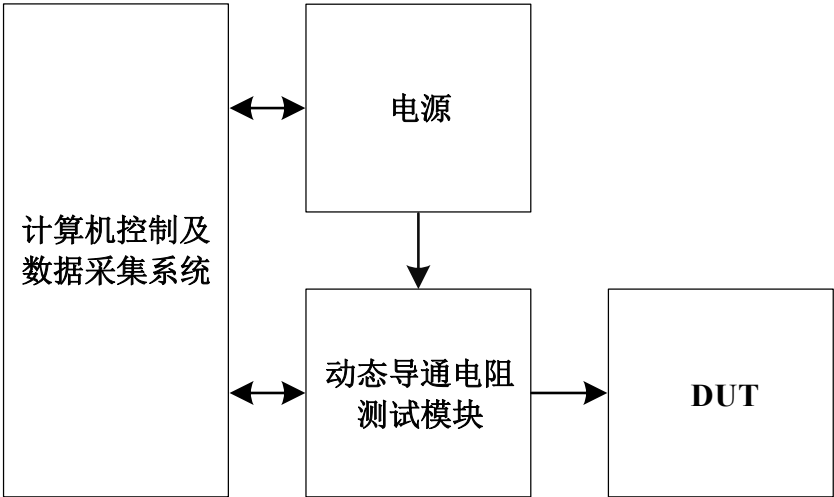 电源
计算机控制及
数据采集系统
动态导通电阻
测试模块
DUT